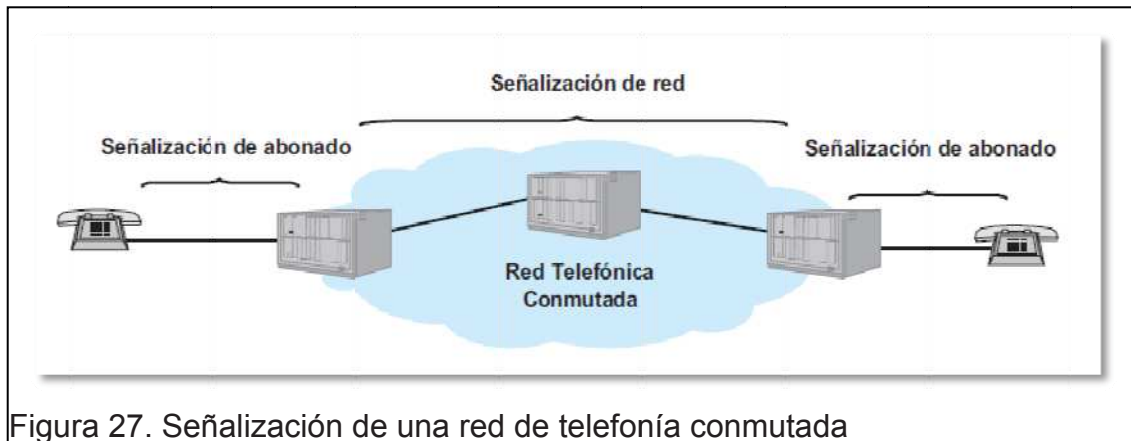 Señalización de red
Señalización de abonado
Señalización de abonado
Red Telefónica
Conmutada
Figura 27. Señalización de una red de telefonía conmutada